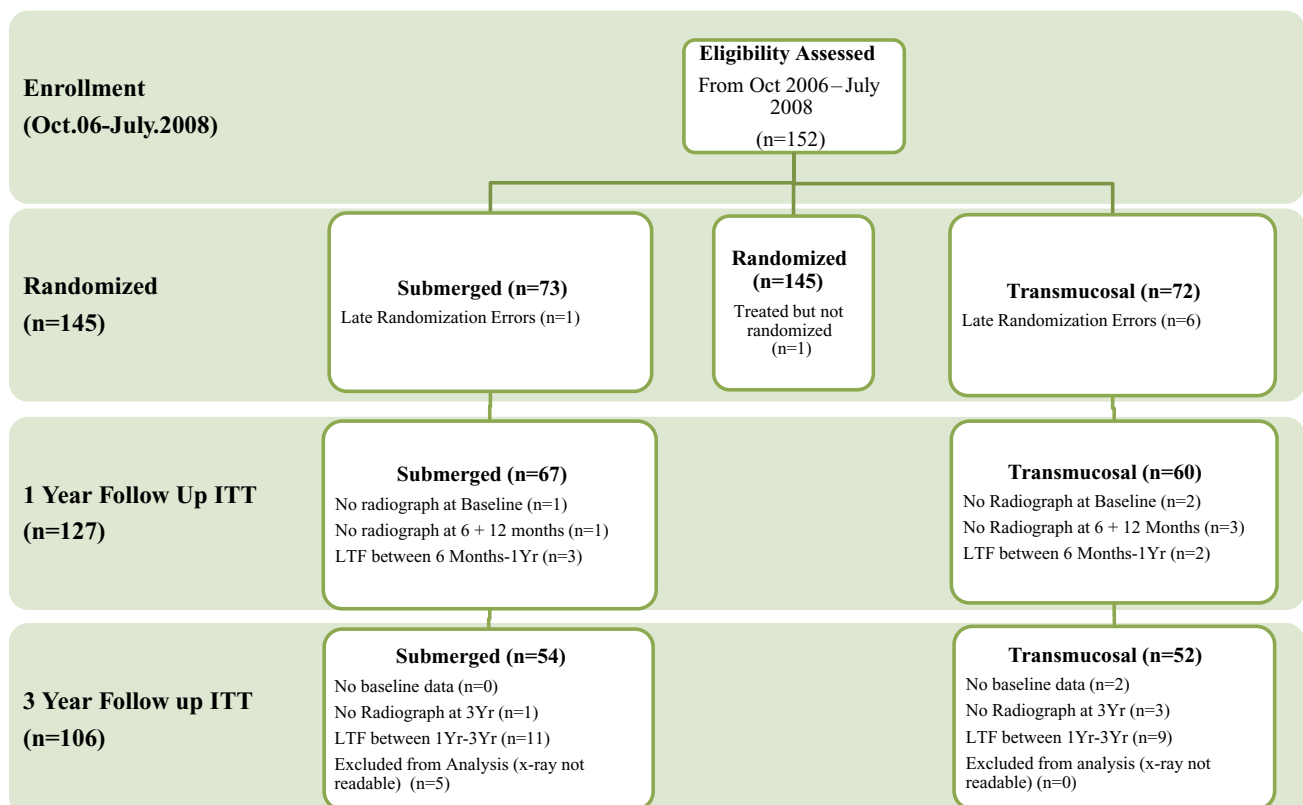 Enrollment
(Oct.06-July.2008)
Eligibility Assessed
From Oct 2006 – July
2008
(n=152)
Randomized
(n=145)
Submerged (n=73)
Late Randomization Errors (n=1)
Randomized
(n=145)
Treated but not
randomized
(n=1)
Transmucosal (n=72)
Late Randomization Errors (n=6)
1 Year Follow Up ITT
(n=127)
Submerged (n=67)
No radiograph at Baseline (n=1)
No radiograph at 6 + 12 months (n=1)
LTF between 6 Months-1Yr (n=3)
Transmucosal (n=60)
No Radiograph at Baseline (n=2)
No Radiograph at 6 + 12 Months (n=3)
LTF between 6 Months-1Yr (n=2)
3 Year Follow up ITT
(n=106)
Submerged (n=54)
No baseline data (n=0)
No Radiograph at 3Yr (n=1)
LTF between 1Yr-3Yr (n=11)
Excluded from Analysis (x-ray not
readable) (n=5)
Transmucosal (n=52)
No baseline data (n=2)
No Radiograph at 3Yr (n=3)
LTF between 1Yr-3Yr (n=9)
Excluded from analysis (x-ray not
readable) (n=0)